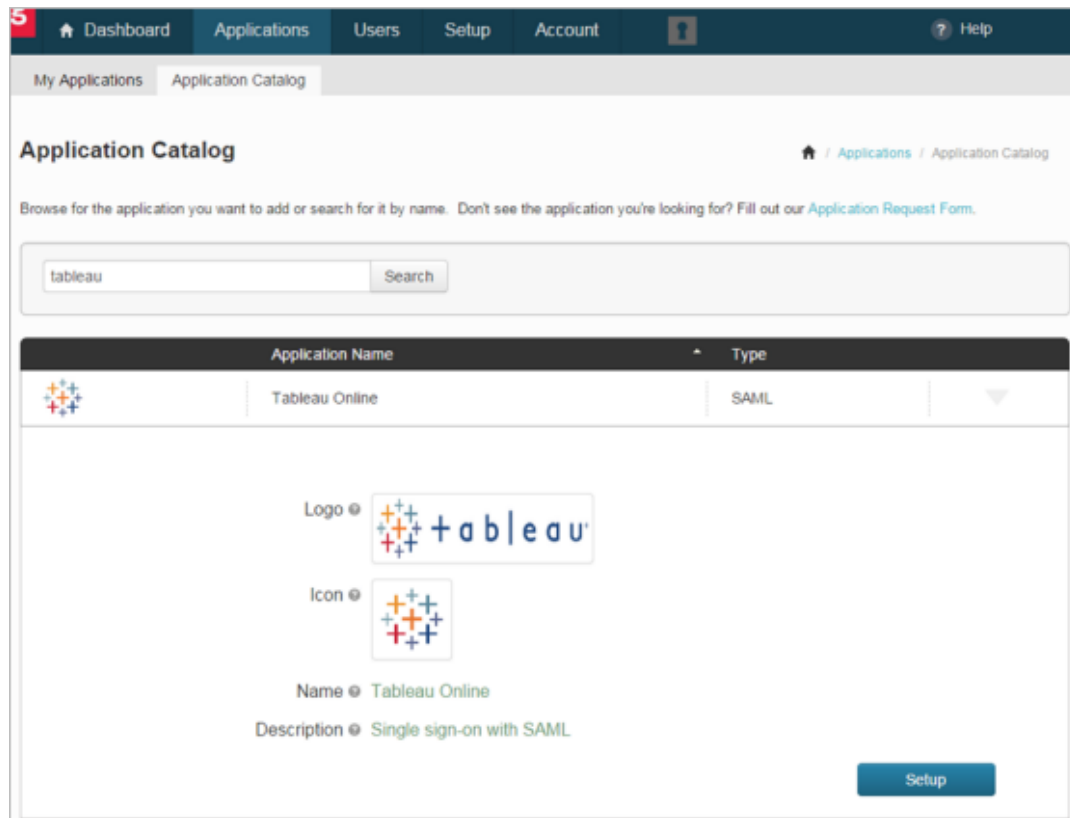 5 Dashboard Applications Users Setup Account ? Help
My Applications Application Catalog
Application Catalog
/ Applications / Application Catalog
Browse for the application you want to add or search for it by name. Don't see the application you're looking for? Fill out our Application Request Form.
tableau Search
Application Name Type
Tableau Online SAML
Logo ?
+ a b l e a u
Icon ?
Name ? Tableau Online
Description ? Single sign-on with SAML
Setup